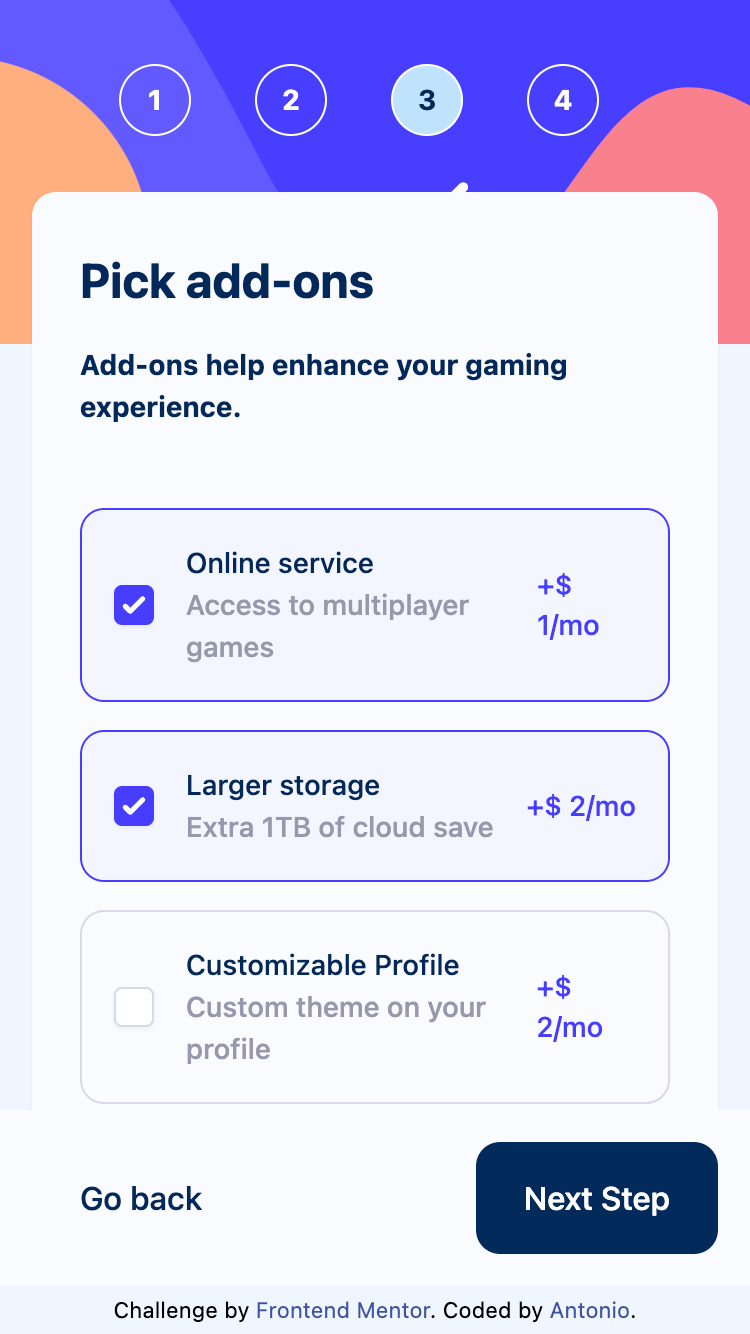 1 2 3 4
Pick add-ons
Add-ons help enhance your gaming
experience.
Online service
Access to multiplayer
games
+$
1/mo
Larger storage
Extra 1TB of cloud save
+$ 2/mo
Customizable Profile
Custom theme on your
profile
+$
2/mo
Go back
Next Step
Challenge by Frontend Mentor. Coded by Antonio.